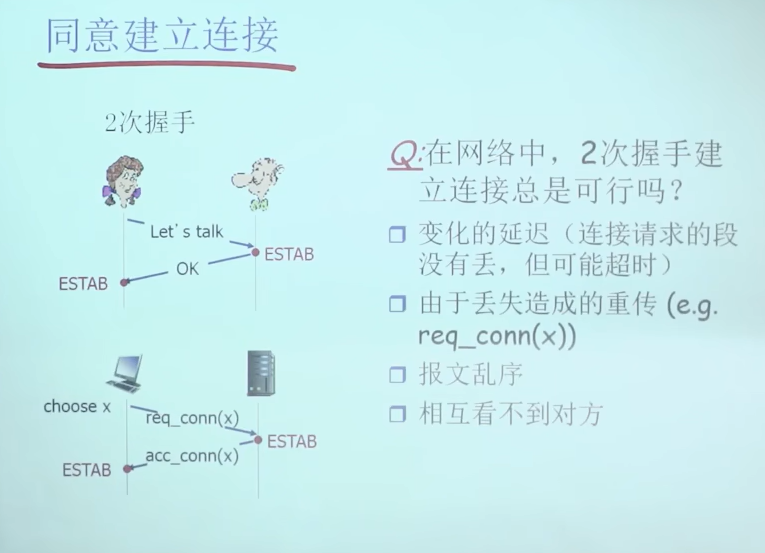 同意建立连接
2次握手
Let's talk
ESTAB
OK
ESTAB
choose x
req_conn(x)
ESTAB
acc_conn(x)
ESTAB
Q:在网络中，2次握手建
立连接总是可行吗？
变化的延迟（连接请求的段
没有丢，但可能超时）
由于丢失造成的重传 (e.g.
req_conn(x))
报文乱序
相互看不到对方